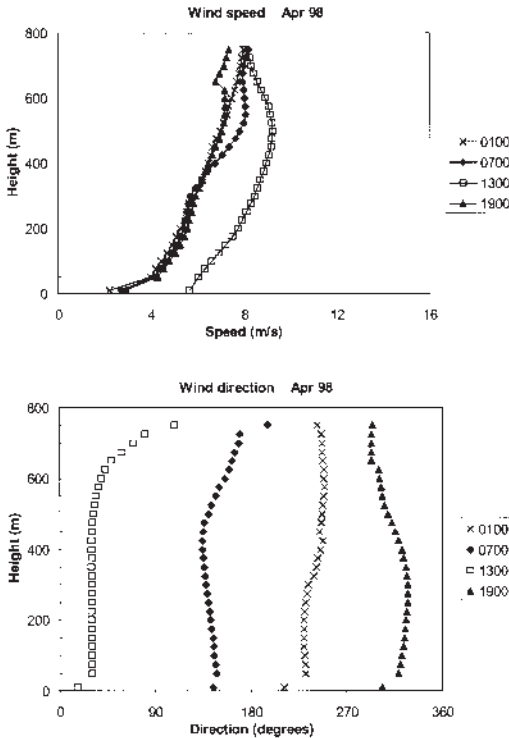 Wind speed Apr 98
800
600
400
200
0
Height (m)
0 4 8 12 16
Speed (m/s)
0100
0700
1300
1900
Wind direction Apr 98
800
600
400
200
0
Height (m)
0 90 180 270 360
Direction (degrees)
0100
0700
1300
1900